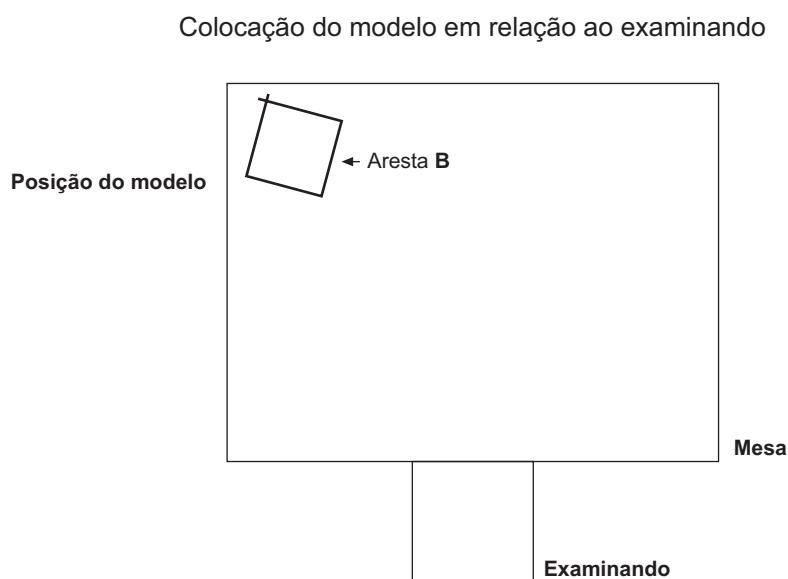 Colocação do modelo em relação ao examinando
Aresta B
Posição do modelo
Mesa
Examinando